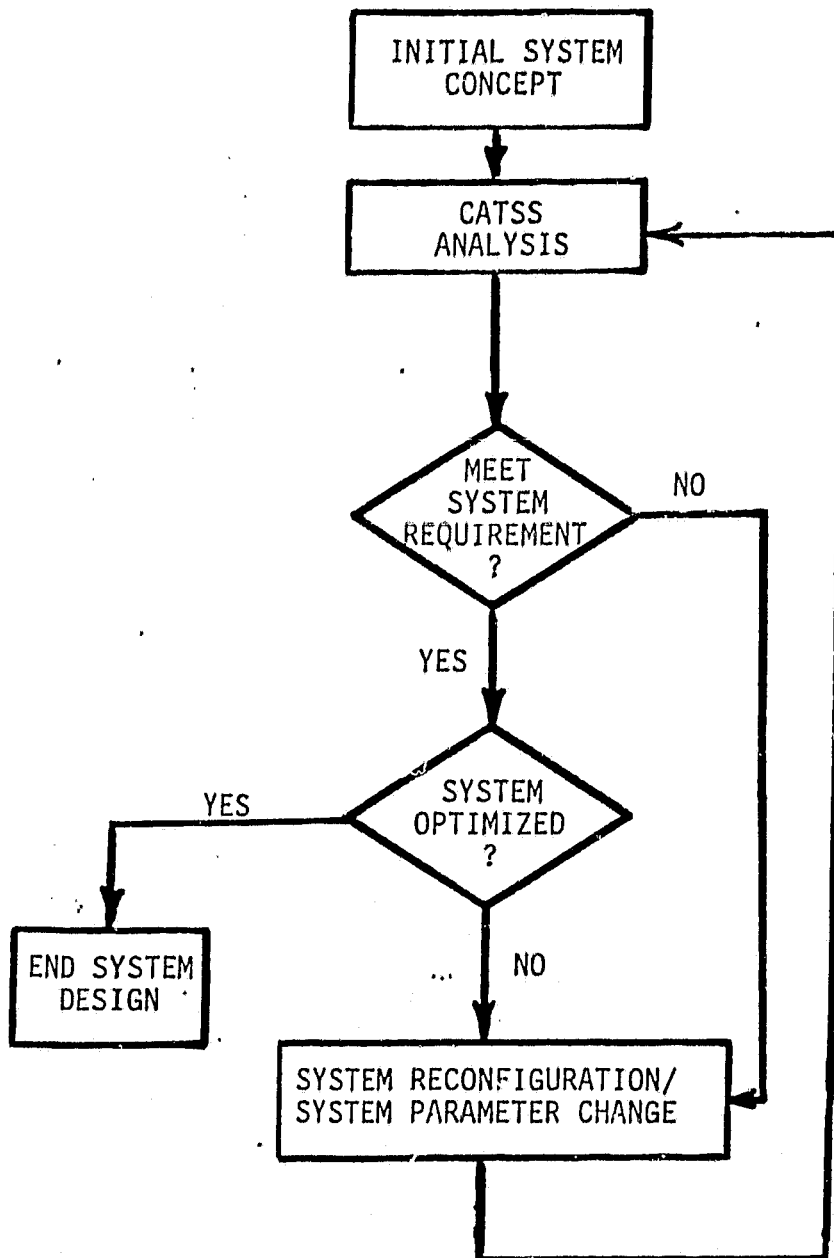 INITIAL SYSTEM
CONCEPT
CATSS
ANALYSIS
MEET
SYSTEM
REQUIREMENT
?
NO
YES
SYSTEM
OPTIMIZED
?
YES
NO
END SYSTEM
DESIGN
SYSTEM RECONFIGURATION/
SYSTEM PARAMETER CHANGE